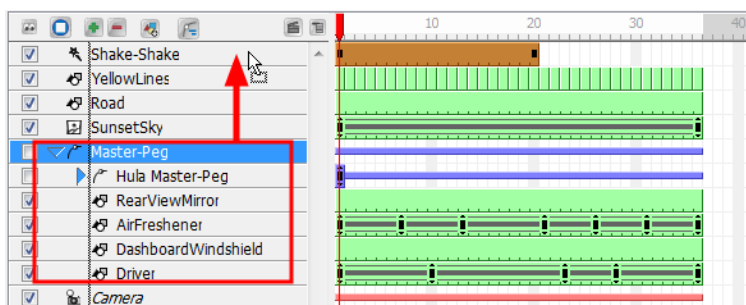 10 20 30 40
Shake-Shake
YellowLines
Road
SunsetSky
Master-Peg
Hula Master-Peg
RearViewMirror
AirFreshener
DashboardWindshield
Driver
Camera